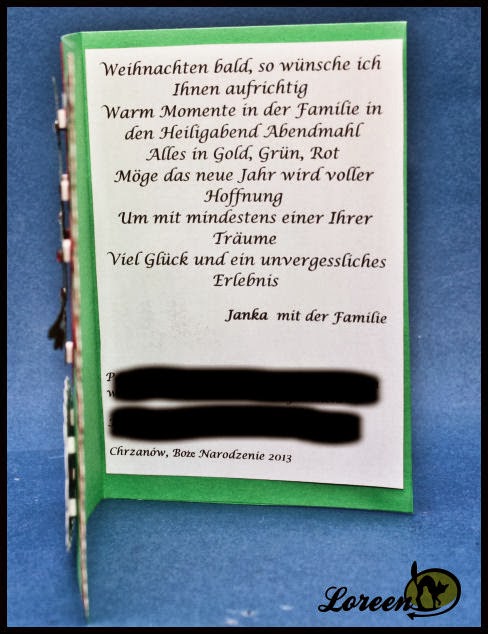 Weihnachten bald, so wünsche ich
Ihnen aufrichtig
Warm Momente in der Familie in
den Heiligabend Abendmahl
Alles in Gold, Grün, Rot
Möge das neue Jahr wird voller
Hoffnung
Um mit mindestens einer Ihrer
Träume
Viel Glück und ein unvergessliches
Erlebnis
Janka mit der Familie
Chrzanów, Boże Narodzenie 2013
Loreen